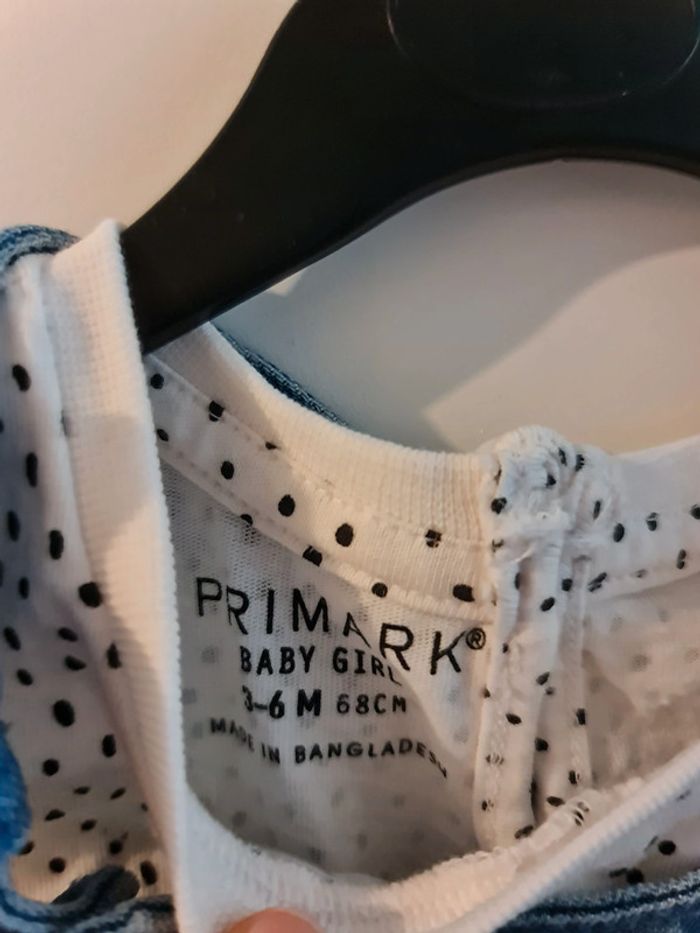 PRIMARK®
BABY GIRL
3-6 M 68CM
MADE IN BANGLADESH